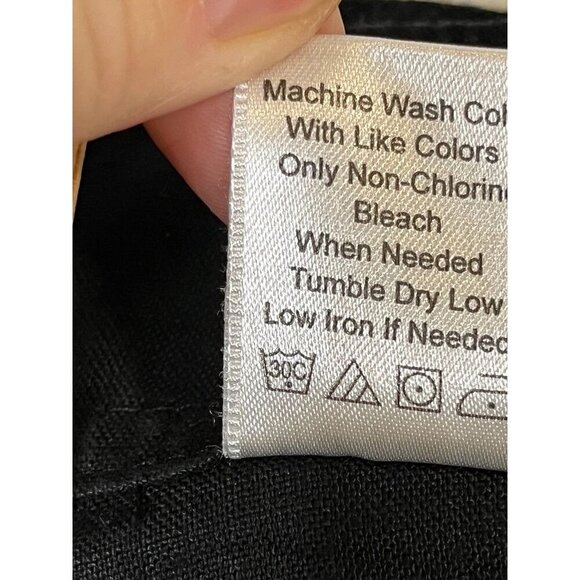 Machine Wash Col
With Like Colors
Only Non-Chlorine
Bleach
When Needed
Tumble Dry Low
Low Iron If Needed
30C